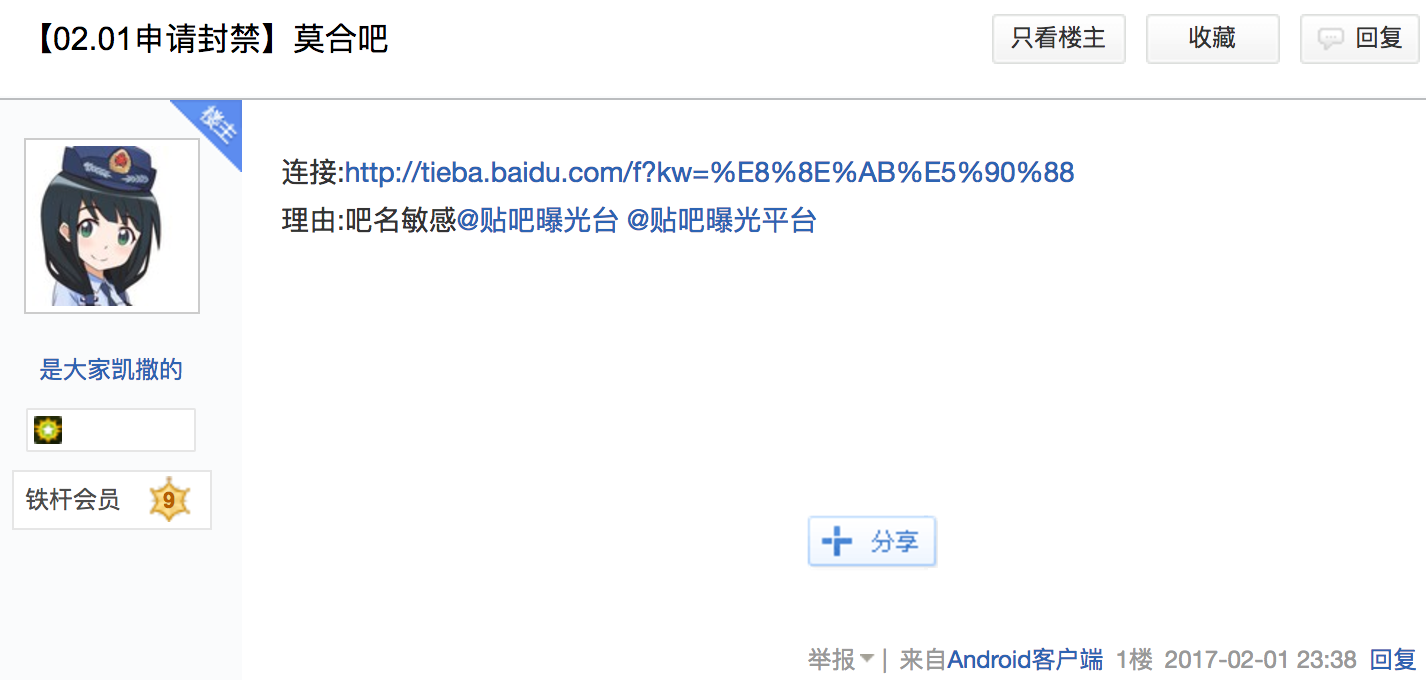 【02.01申请封禁】莫合吧
只看楼主
收藏
回复
楼主
连接:http://tieba.baidu.com/f?kw=%E8%8E%AB%E5%90%88
理由:吧名敏感@贴吧曝光台 @贴吧曝光平台
是大家凯撒的
铁杆会员 9
分享
举报 | 来自Android客户端 1楼 2017-02-01 23:38 回复